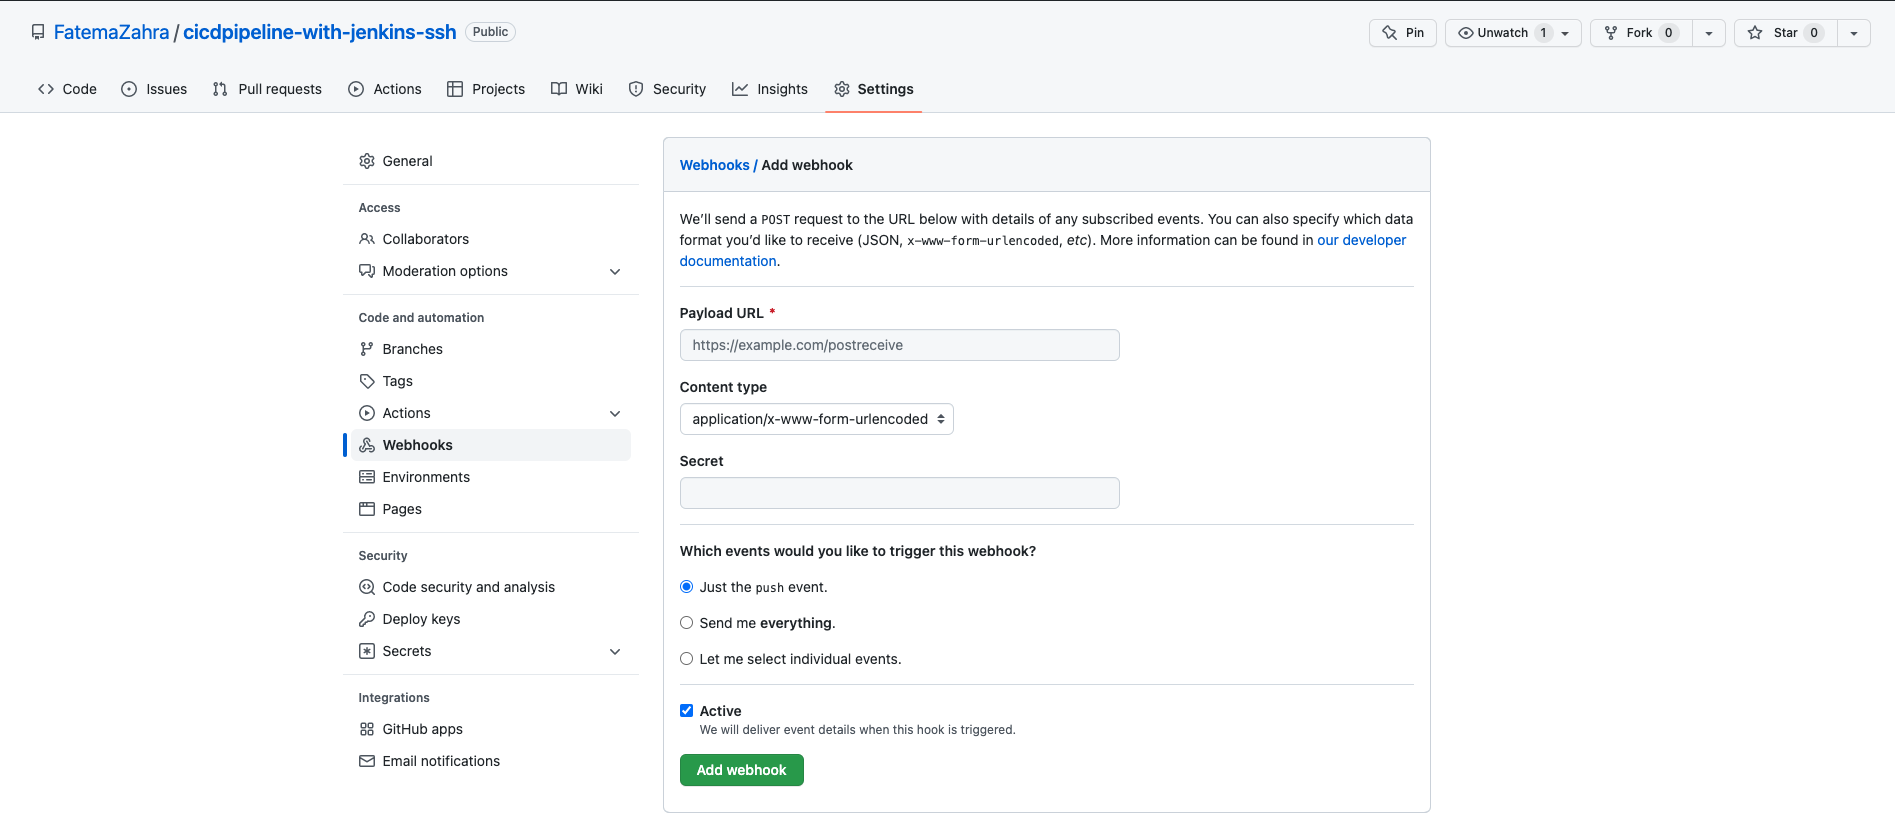 FatemaZahra / cicdpipeline-with-jenkins-ssh Public
Pin Unwatch 1 Fork 0 Star 0
Code Issues Pull requests Actions Projects Wiki Security Insights Settings
General
Access
Collaborators
Moderation options
Code and automation
Branches
Tags
Actions
Webhooks
Environments
Pages
Security
Code security and analysis
Deploy keys
Secrets
Integrations
GitHub apps
Email notifications
Webhooks / Add webhook
We’ll send a POST request to the URL below with details of any subscribed events. You can also specify which data
format you’d like to receive (JSON, x-www-form-urlencoded, etc). More information can be found in our developer
documentation.
Payload URL *
https://example.com/postreceive
Content type
application/x-www-form-urlencoded
Secret
Which events would you like to trigger this webhook?
Just the push event.
Send me everything.
Let me select individual events.
Active
We will deliver event details when this hook is triggered.
Add webhook